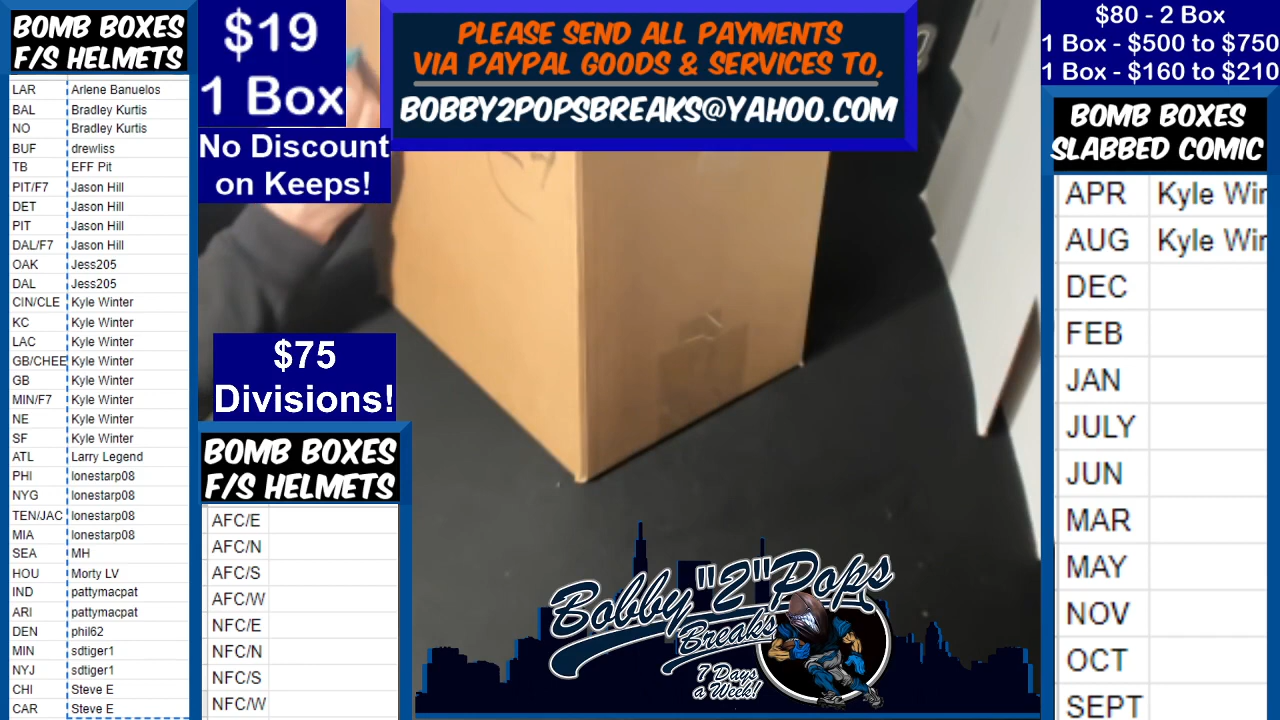 BOMB BOXES
F/S HELMETS
LAR Arlene Banuelos
BAL Bradley Kurtis
NO Bradley Kurtis
BUF drewliss
TB EFF Pit
PIT/F7 Jason Hill
DET Jason Hill
PIT Jason Hill
DAL/F7 Jason Hill
OAK Jess205
DAL Jess205
CIN/CLE Kyle Winter
KC Kyle Winter
LAC Kyle Winter
GB/CHEE Kyle Winter
GB Kyle Winter
MIN/F7 Kyle Winter
NE Kyle Winter
SF Kyle Winter
ATL Larry Legend
PHI lonestarp08
NYG lonestarp08
TEN/JAC lonestarp08
MIA lonestarp08
SEA MH
HOU Morty LV
IND pattymacpat
ARI pattymacpat
DEN phil62
MIN sdtiger1
NYJ sdtiger1
CHI Steve E
CAR Steve E
$19
1 Box
No Discount
on Keeps!
$75
Divisions!
BOMB BOXES
F/S HELMETS
AFC/E
AFC/N
AFC/S
AFC/W
NFC/E
NFC/N
NFC/S
NFC/W
PLEASE SEND ALL PAYMENTS
VIA PAYPAL GOODS & SERVICES TO,
BOBBY2POPSBREAKS@YAHOO.COM
Bobby "2" Pops
Breaks
7 Days
a Week!
$80 - 2 Box
1 Box - $500 to $750
1 Box - $160 to $210
BOMB BOXES
SLABBED COMIC
APR Kyle Wir
AUG Kyle Wir
DEC
FEB
JAN
JULY
JUN
MAR
MAY
NOV
OCT
SEPT